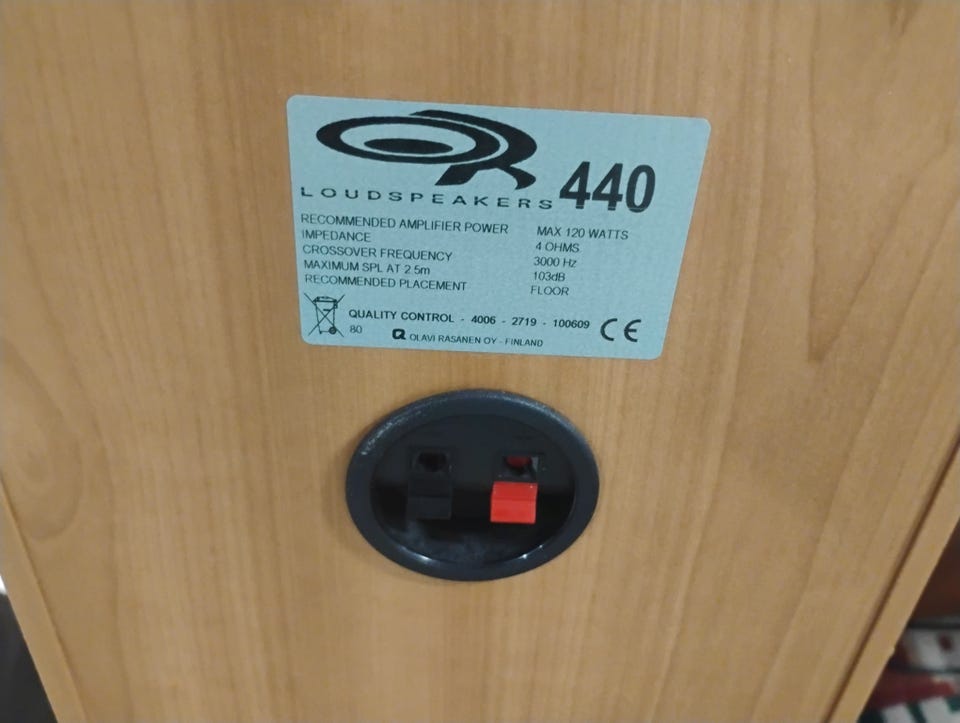 OR
LOUDSPEAKERS 440
RECOMMENDED AMPLIFIER POWER MAX 120 WATTS
IMPEDANCE 4 OHMS
CROSSOVER FREQUENCY 3000 Hz
MAXIMUM SPL AT 2.5m 103dB
RECOMMENDED PLACEMENT FLOOR
QUALITY CONTROL - 4006 - 2719 - 100609 CE
80 OLAVI RASANEN OY - FINLAND